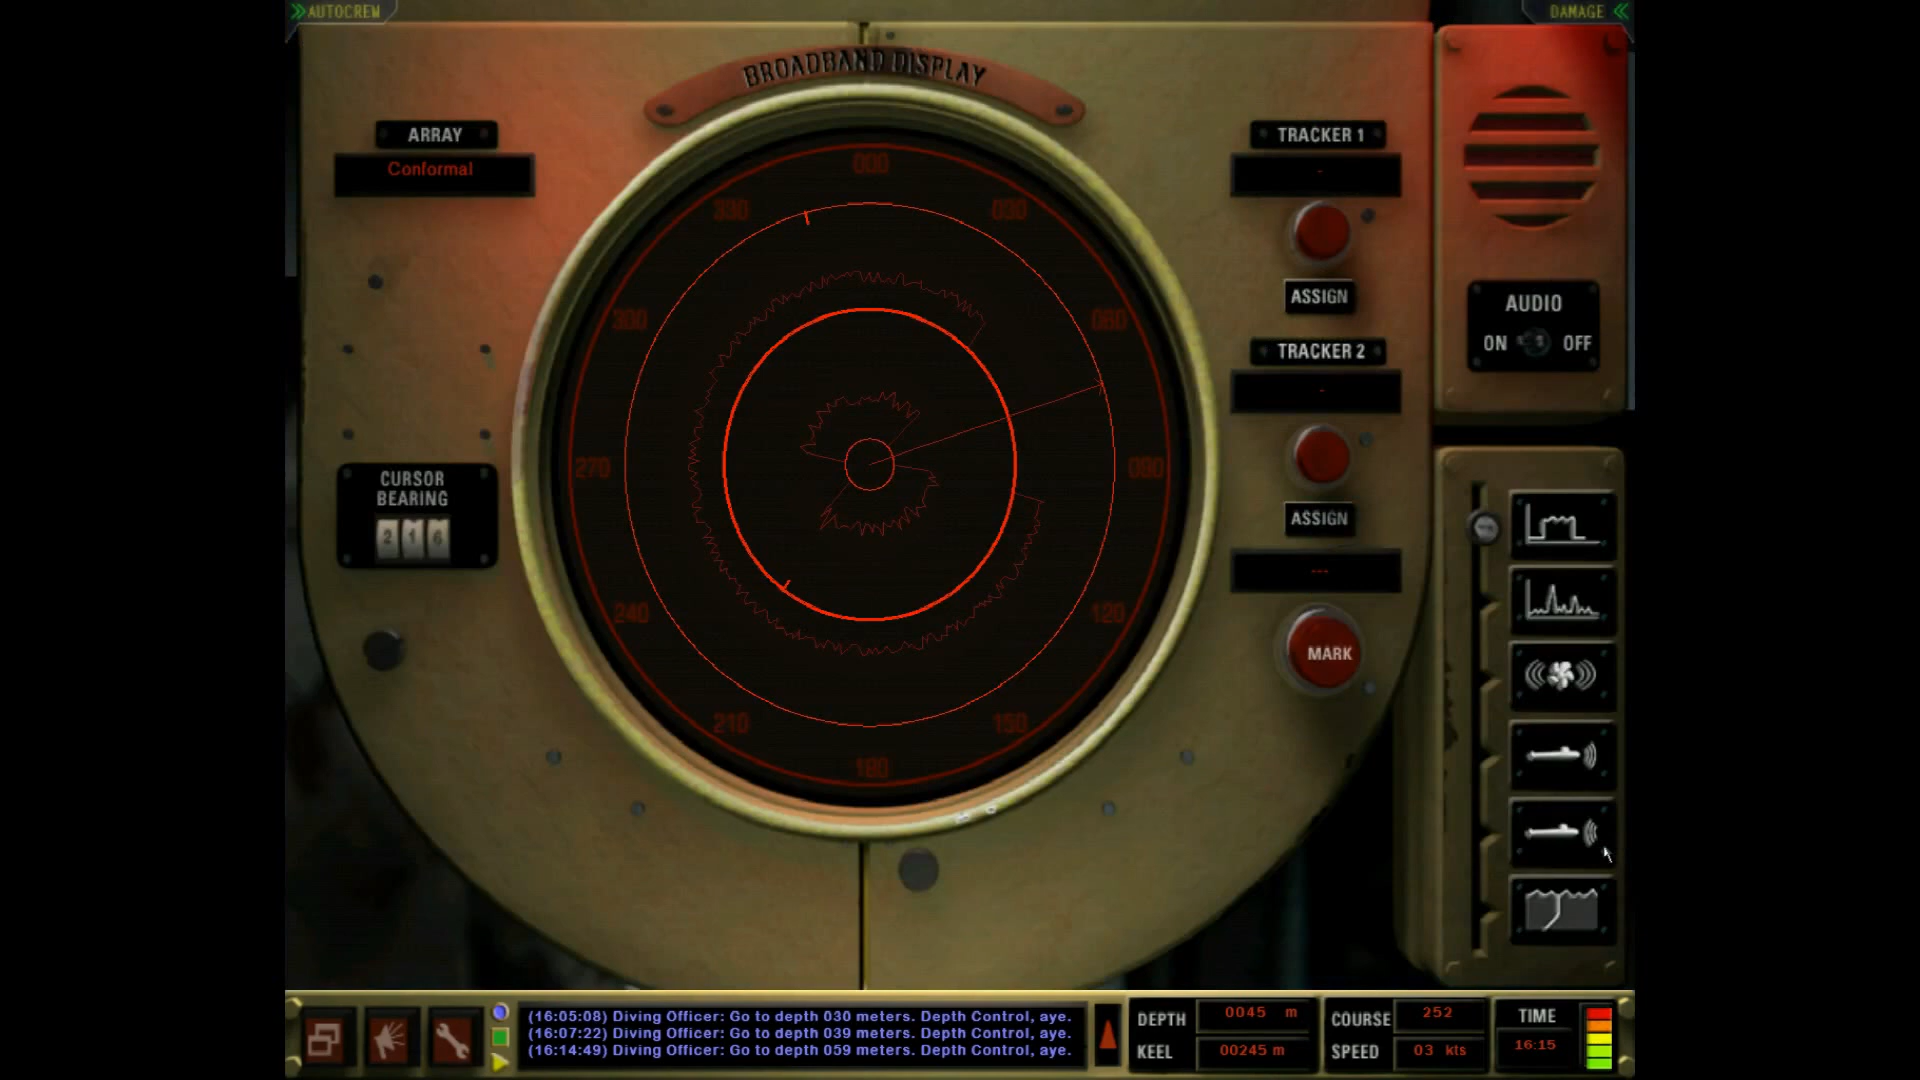 AUTOCREW
DAMAGE
BROADBAND DISPLAY
ARRAY
Conformal
TRACKER 1
-
ASSIGN
TRACKER 2
-
ASSIGN
---
MARK
AUDIO
ON OFF
CURSOR
BEARING
216
000
030
060
090
120
150
180
210
240
270
300
330
(16:05:08) Diving Officer: Go to depth 030 meters. Depth Control, aye.
(16:07:22) Diving Officer: Go to depth 039 meters. Depth Control, aye.
(16:14:49) Diving Officer: Go to depth 059 meters. Depth Control, aye.
DEPTH 0045 m
KEEL 00245 m
COURSE 252
SPEED 03 kts
TIME
16:15